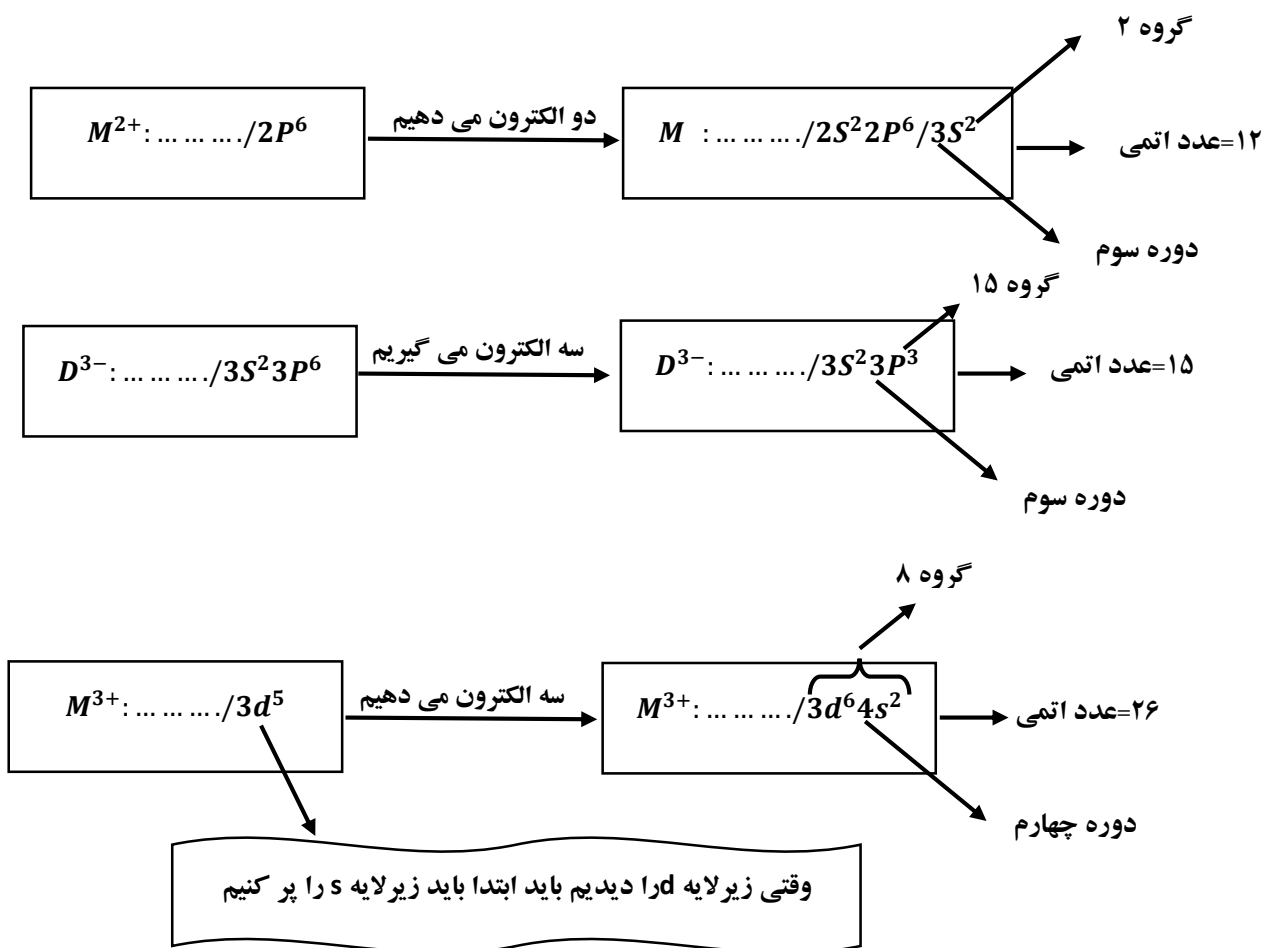 گروه ۲
M²⁺: … … … ./2P⁶
دو الکترون می دهیم
M : … … … ./2S²2P⁶/3S²
۱۲=عدد اتمی
دوره سوم
گروه ۱۵
D³⁻: … … … ./3S²3P⁶
سه الکترون می گیریم
D³⁻: … … … ./3S²3P³
۱۵=عدد اتمی
دوره سوم
گروه ۸
M³⁺: … … … ./3d⁵
سه الکترون می دهیم
M³⁺: … … … ./3d⁶4s²
۲۶=عدد اتمی
دوره چهارم
وقتی زیرلایه dرا دیدیم باید ابتدا باید زیرلایه s را پر کنیم